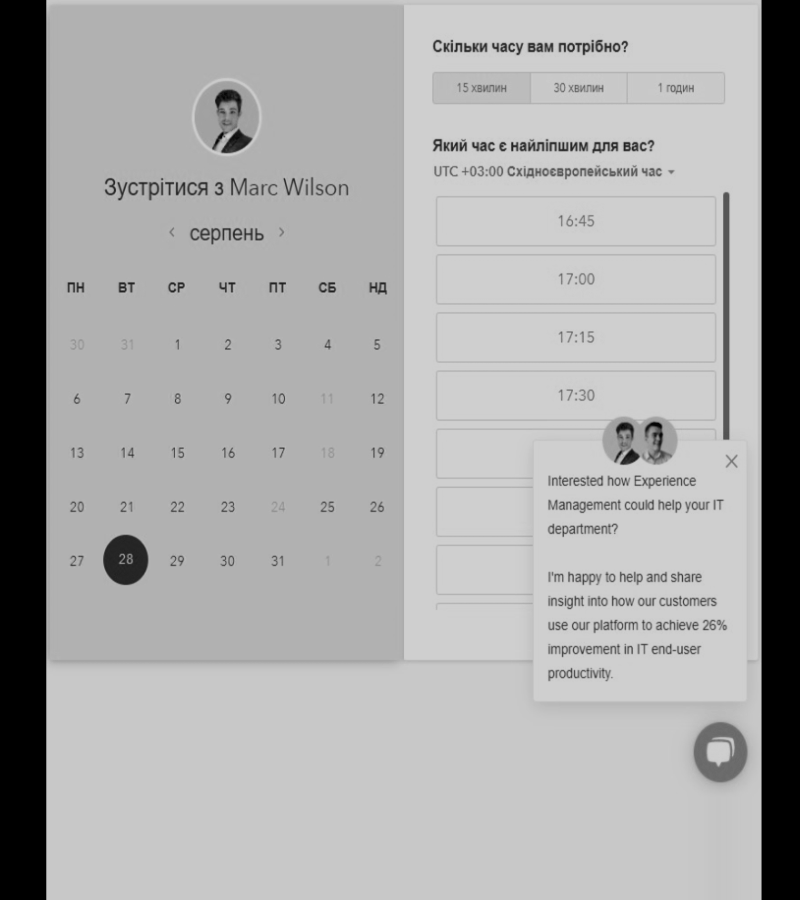 Зустрітися з Marc Wilson
серпень
ПН ВТ СР ЧТ ПТ СБ НД
30 31 1 2 3 4 5
6 7 8 9 10 11 12
13 14 15 16 17 18 19
20 21 22 23 24 25 26
27 28 29 30 31 1 2
Скільки часу вам потрібно?
15 хвилин 30 хвилин 1 годин
Який час є найліпшим для вас?
UTC +03:00 Східноєвропейський час
16:45
17:00
17:15
17:30
Interested how Experience
Management could help your IT
department?
I'm happy to help and share
insight into how our customers
use our platform to achieve 26%
improvement in IT end-user
productivity.